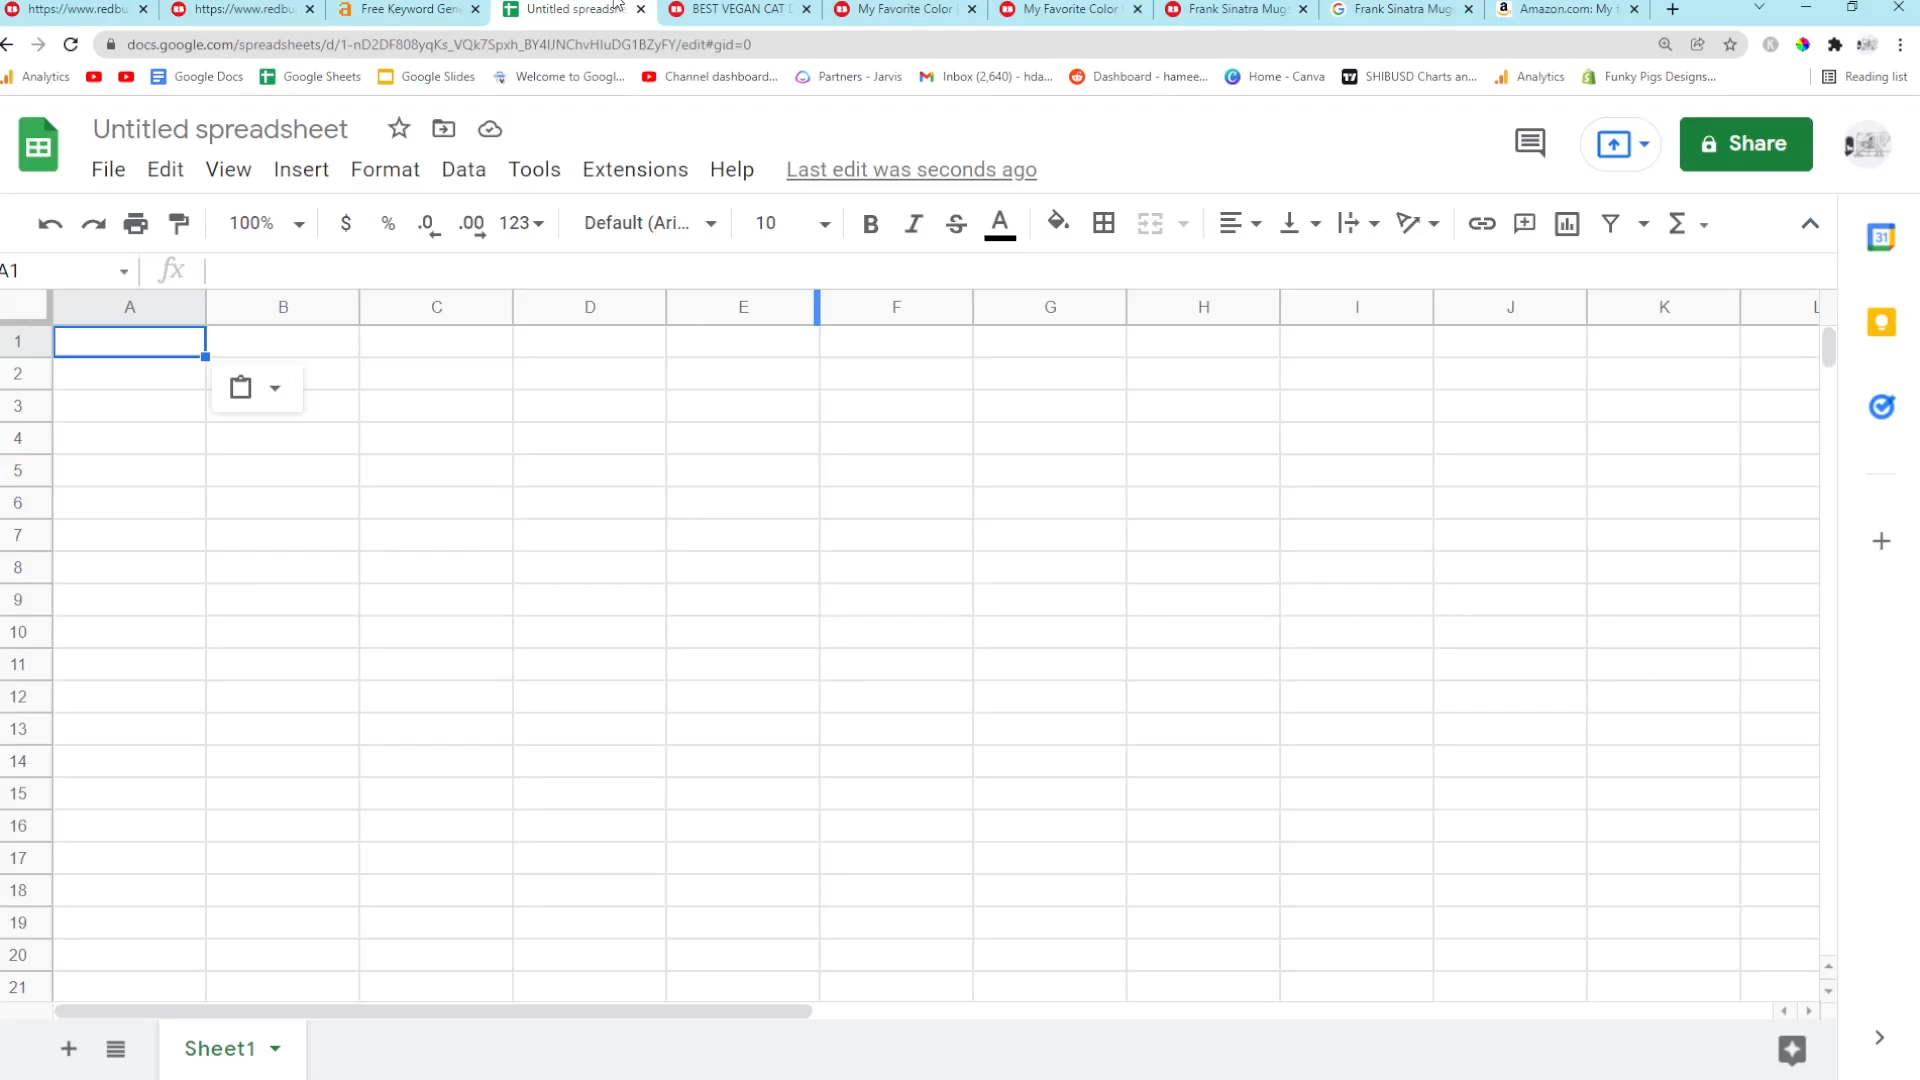 https://www.redbu https://www.redbu Free Keyword Gen Untitled spreadsh BEST VEGAN CAT D My Favorite Color My Favorite Color Frank Sinatra Mug Frank Sinatra Mug Amazon.com: My f
docs.google.com/spreadsheets/d/1-nD2DF808yqKs_VQk7Spxh_BY4IJNChvHIuDG1BZyFY/edit#gid=0
Analytics Google Docs Google Sheets Google Slides Welcome to Googl... Channel dashboard... Partners - Jarvis Inbox (2,640) - hda... Dashboard - hamee... Home - Canva SHIBUSD Charts an... Analytics Funky Pigs Designs... Reading list
Untitled spreadsheet
Share
File Edit View Insert Format Data Tools Extensions Help Last edit was seconds ago
100% $ % .0 .00 123 Default (Ari... 10 B I S A
31
A1 fx
A B C D E F G H I J K L
1
2
3
4
5
6
7
8
9
10
11
12
13
14
15
16
17
18
19
20
21
Sheet1